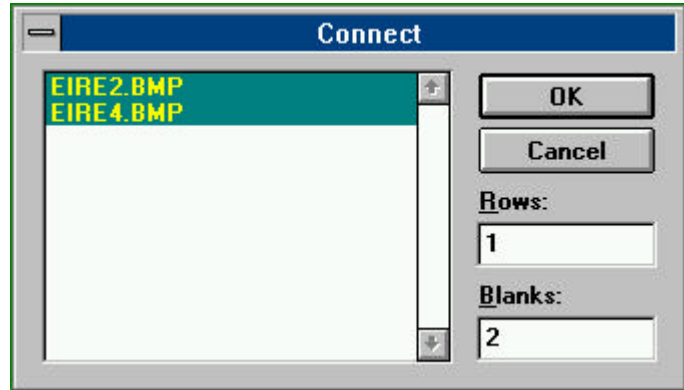 Connect
EIRE2.BMP
EIRE4.BMP
OK
Cancel
Rows:
1
Blanks:
2